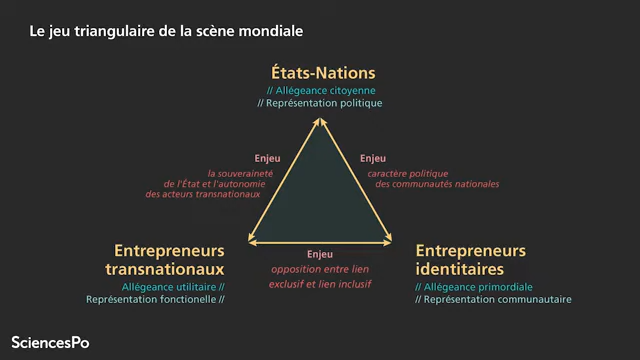 Le jeu triangulaire de la scène mondiale
États-Nations
// Allégeance citoyenne
// Représentation politique
Enjeu
la souveraineté
de l'État et l'autonomie
des acteurs transnationaux
Enjeu
caractère politique
des communautés nationales
Entrepreneurs
transnationaux
Allégeance utilitaire //
Représentation fonctionelle //
Enjeu
opposition entre lien
exclusif et lien inclusif
Entrepreneurs
identitaires
// Allégeance primordiale
// Représentation communautaire
SciencesPo